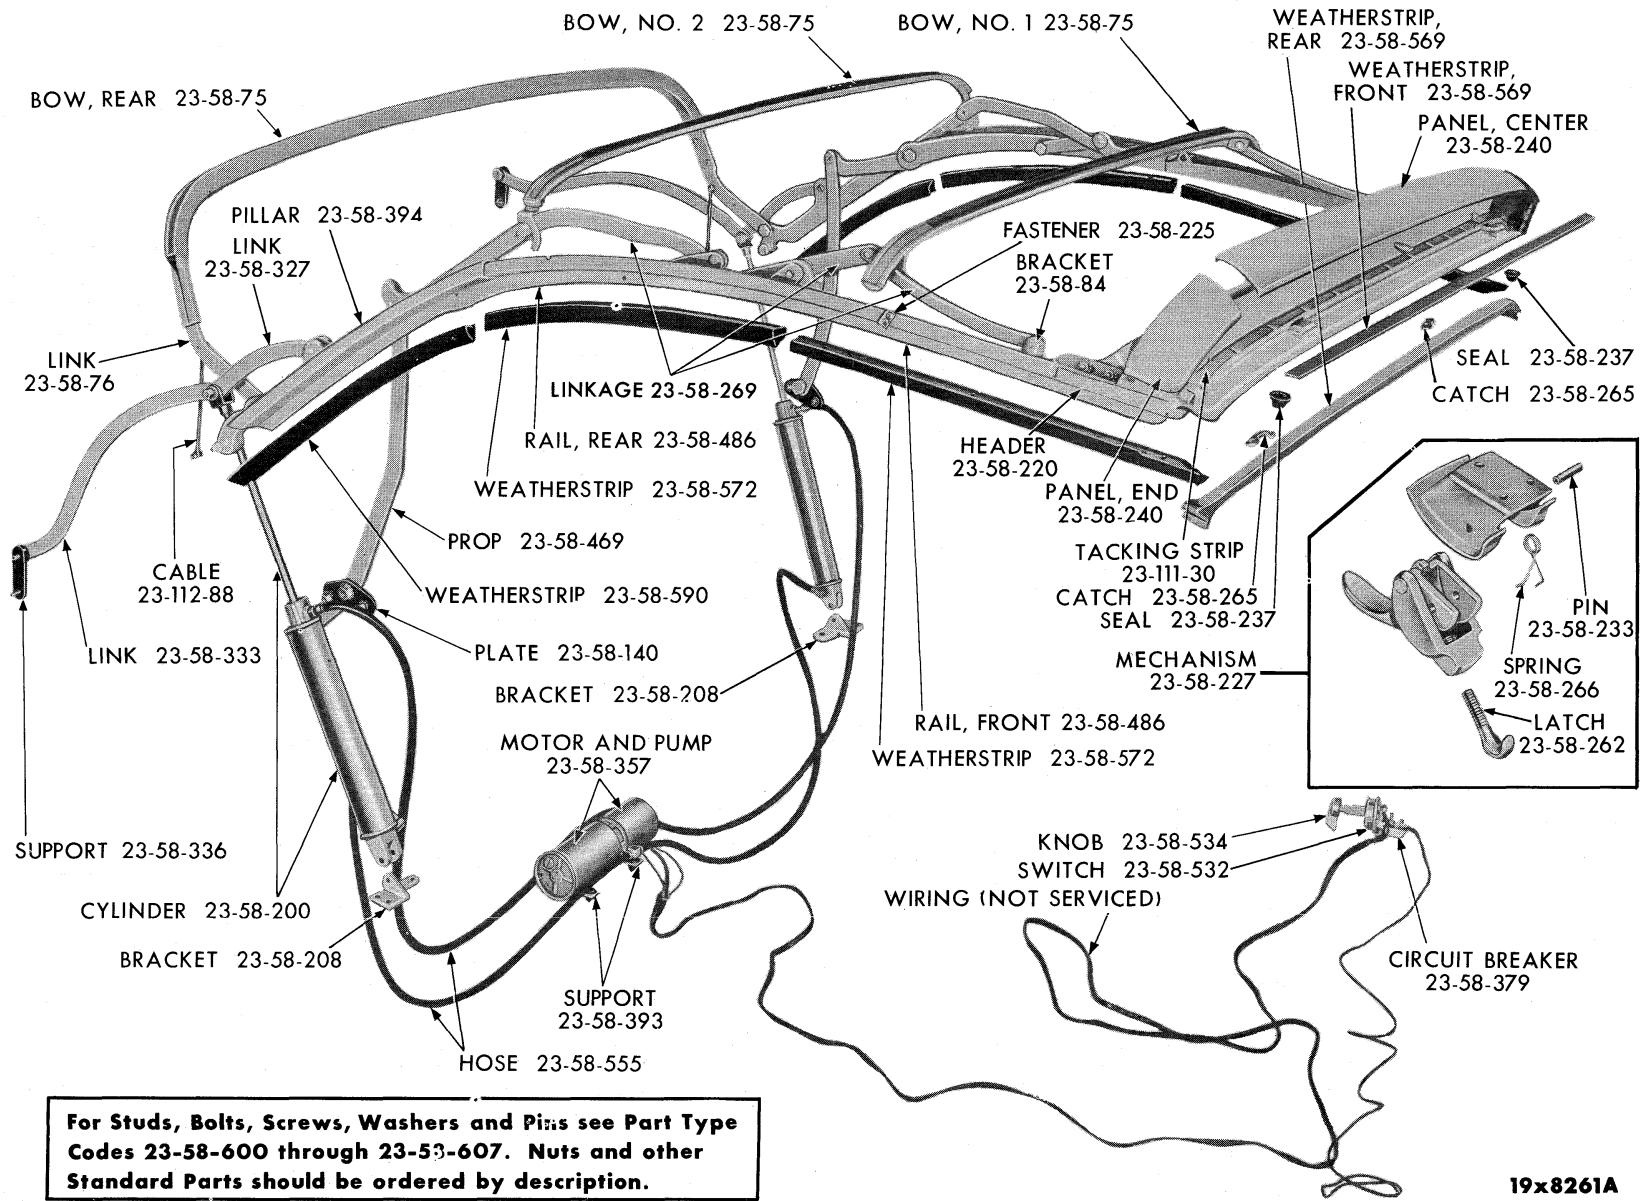 BOW, NO. 2 23-58-75
BOW, NO. 1 23-58-75
WEATHERSTRIP,
REAR 23-58-569
WEATHERSTRIP,
FRONT 23-58-569
PANEL, CENTER
23-58-240
BOW, REAR 23-58-75
PILLAR 23-58-394
LINK
23-58-327
FASTENER 23-58-225
BRACKET
23-58-84
LINK
23-58-76
SEAL 23-58-237
CATCH 23-58-265
LINKAGE 23-58-269
RAIL, REAR 23-58-486
HEADER
23-58-220
WEATHERSTRIP 23-58-572
PANEL, END
23-58-240
PROP 23-58-469
TACKING STRIP
23-111-30
CATCH 23-58-265
SEAL 23-58-237
CABLE
23-112-88
WEATHERSTRIP 23-58-590
PIN
23-58-233
LINK 23-58-333
PLATE 23-58-140
MECHANISM
23-58-227
SPRING
23-58-266
BRACKET 23-58-208
RAIL, FRONT 23-58-486
LATCH
23-58-262
MOTOR AND PUMP
23-58-357
WEATHERSTRIP 23-58-572
SUPPORT 23-58-336
KNOB 23-58-534
SWITCH 23-58-532
WIRING (NOT SERVICED)
CYLINDER 23-58-200
BRACKET 23-58-208
CIRCUIT BREAKER
23-58-379
SUPPORT
23-58-393
HOSE 23-58-555
For Studs, Bolts, Screws, Washers and Pins see Part Type
Codes 23-58-600 through 23-58-607. Nuts and other
Standard Parts should be ordered by description.
19x8261A